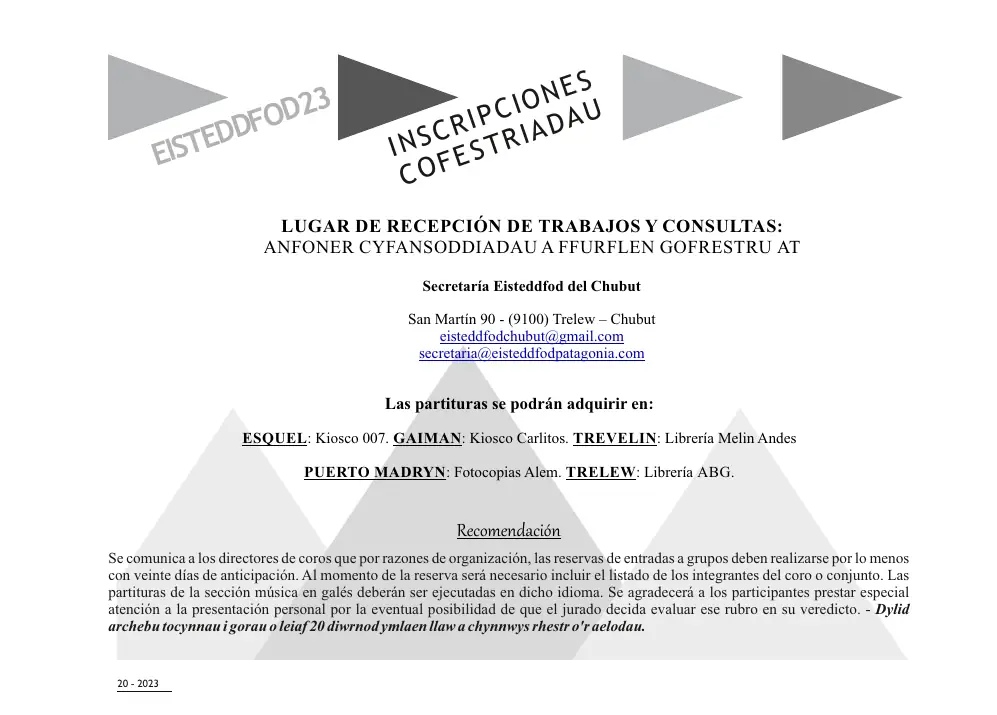 EISTEDDFOD23
INSCRIPCIONES
COFESTRIADAU
LUGAR DE RECEPCIÓN DE TRABAJOS Y CONSULTAS:
ANFONER CYFANSODDIADAU A FFURFLEN GOFRESTRU AT
Secretaría Eisteddfod del Chubut
San Martín 90 - (9100) Trelew – Chubut
eisteddfodchubut@gmail.com
secretaria@eisteddfodpatagonia.com
Las partituras se podrán adquirir en:
ESQUEL: Kiosco 007. GAIMAN: Kiosco Carlitos. TREVELIN: Librería Melin Andes
PUERTO MADRYN: Fotocopias Alem. TRELEW: Librería ABG.
Recomendación
Se comunica a los directores de coros que por razones de organización, las reservas de entradas a grupos deben realizarse por lo menos
con veinte días de anticipación. Al momento de la reserva será necesario incluir el listado de los integrantes del coro o conjunto. Las
partituras de la sección música en galés deberán ser ejecutadas en dicho idioma. Se agradecerá a los participantes prestar especial
atención a la presentación personal por la eventual posibilidad de que el jurado decida evaluar ese rubro en su veredicto. - Dylid
archebu tocynnau i gorau o leiaf 20 diwrnod ymlaen llaw a chynnwys rhestr o'r aelodau.
20 - 2023